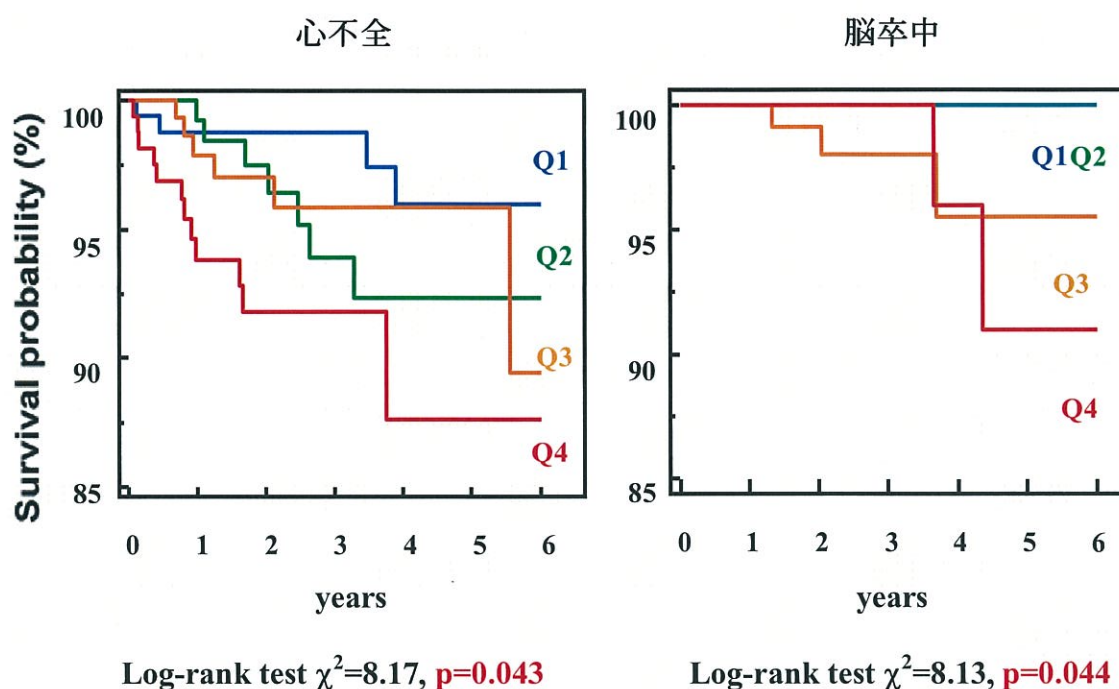 心不全
脳卒中
Survival probability (%)
100
95
90
85
0 1 2 3 4 5 6
years
Q1
Q2
Q3
Q4
Log-rank test χ²=8.17, p=0.043
100
95
90
85
0 1 2 3 4 5 6
years
Q1Q2
Q3
Q4
Log-rank test χ²=8.13, p=0.044